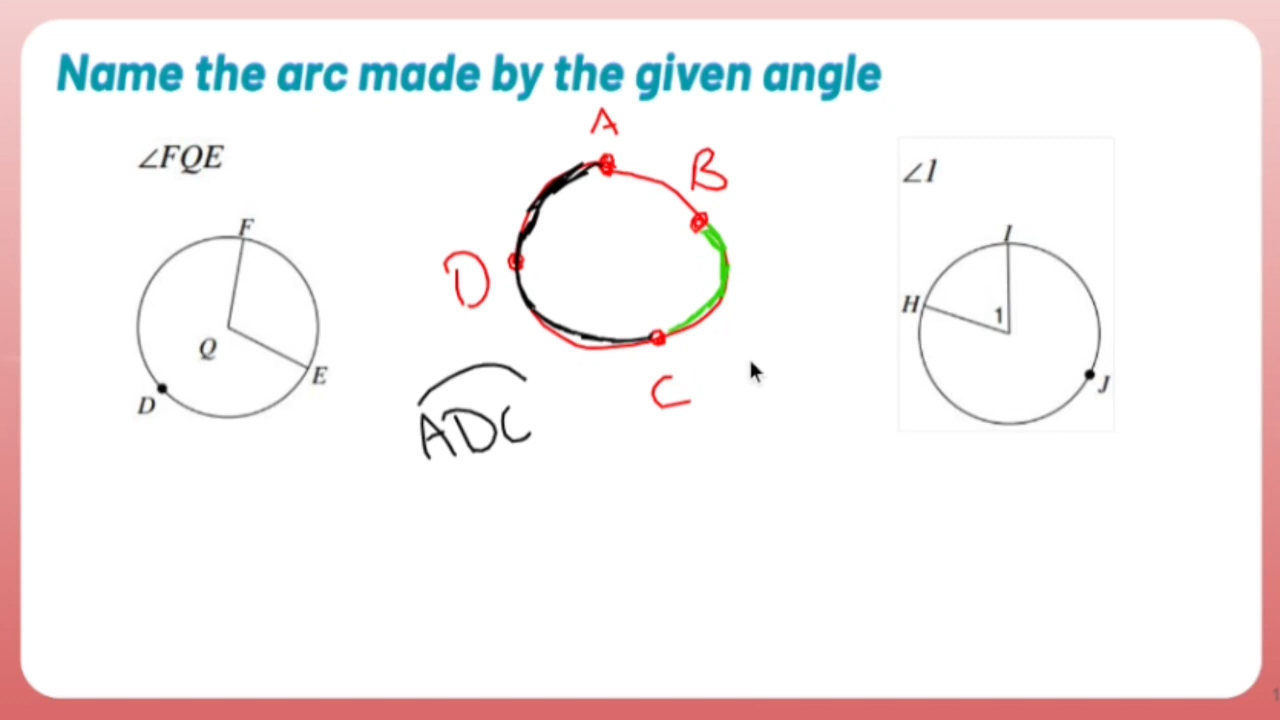 Name the arc made by the given angle
∠FQE
F
Q
E
D
A
B
D
C
ADC
∠1
I
H
1
J